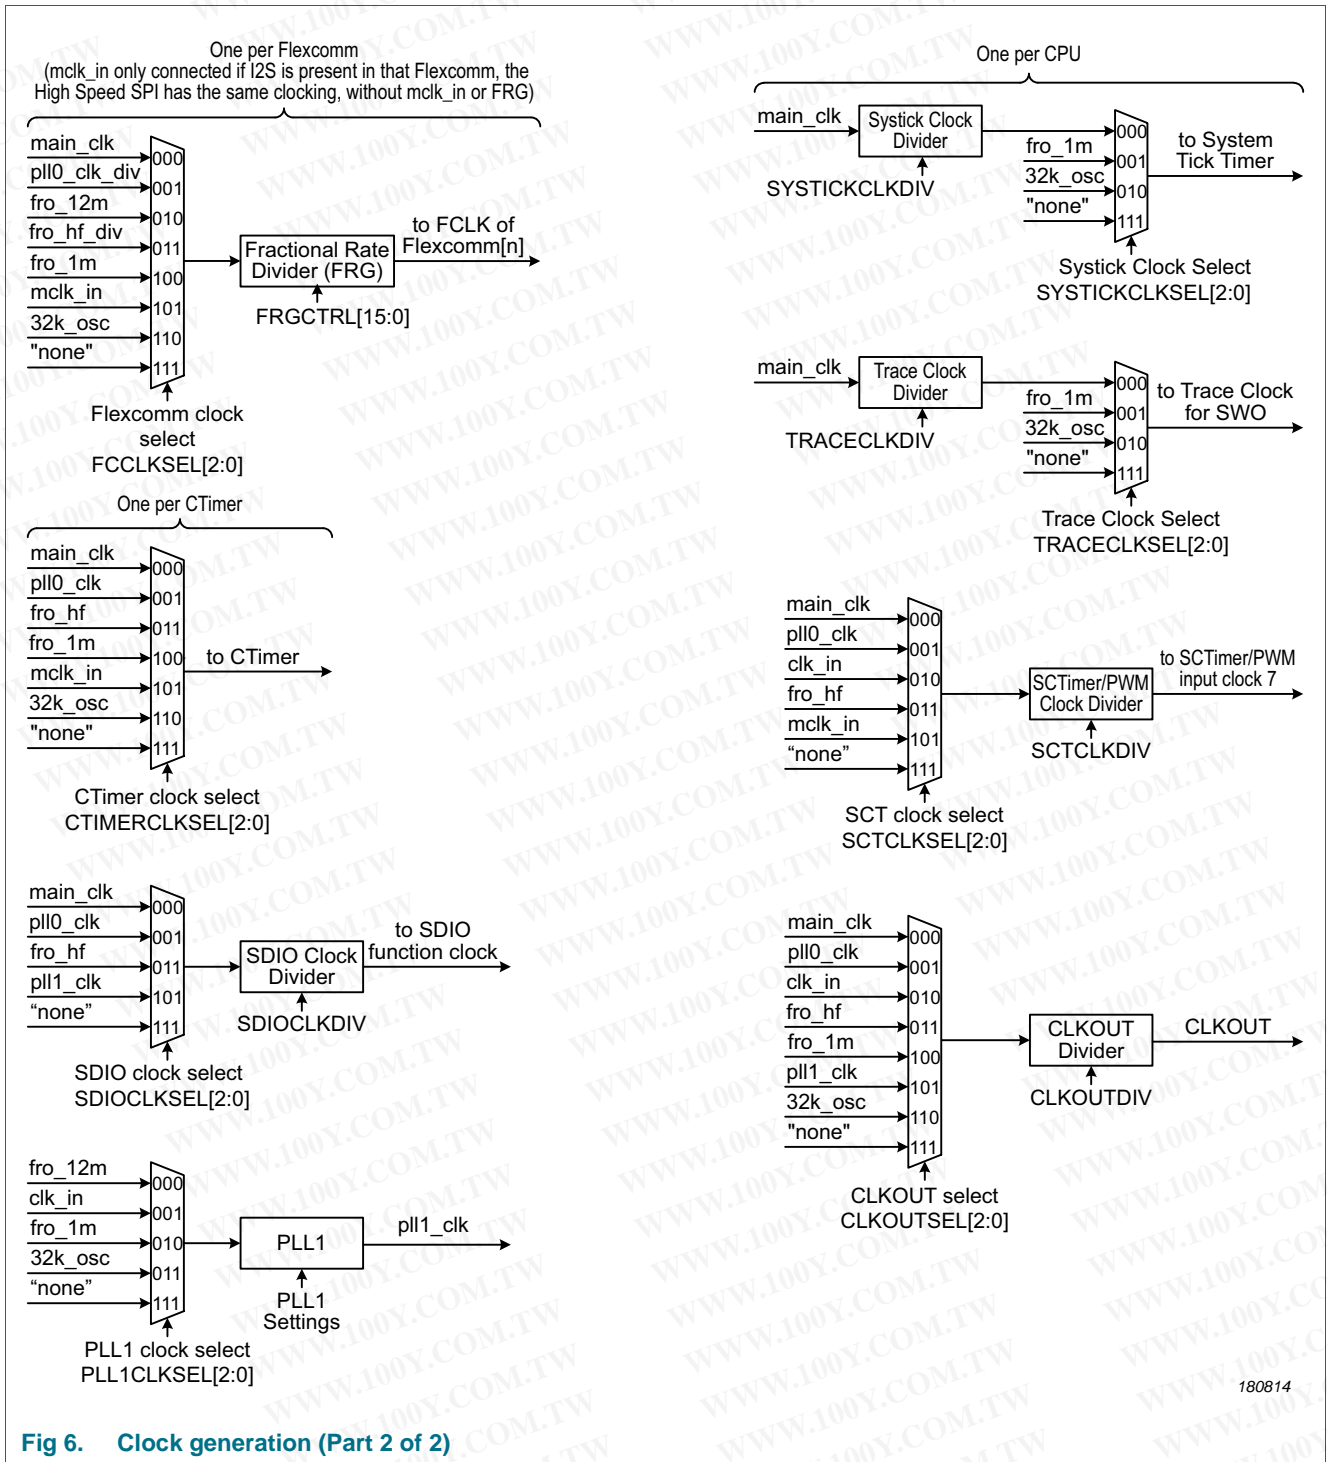 One per Flexcomm
(mclk_in only connected if I2S is present in that Flexcomm, the
High Speed SPI has the same clocking, without mclk_in or FRG)
main_clk
000
pll0_clk_div
001
fro_12m
010
fro_hf_div
011
fro_1m
100
mclk_in
101
32k_osc
110
"none"
111
Fractional Rate
Divider (FRG)
FRGCTRL[15:0]
to FCLK of
Flexcomm[n]
Flexcomm clock
select
FCCLKSEL[2:0]
One per CTimer
main_clk
000
pll0_clk
001
fro_hf
011
fro_1m
100
mclk_in
101
32k_osc
110
"none"
111
to CTimer
CTimer clock select
CTIMERCLKSEL[2:0]
main_clk
000
pll0_clk
001
fro_hf
011
pll1_clk
101
“none”
111
SDIO Clock
Divider
SDIOCLKDIV
to SDIO
function clock
SDIO clock select
SDIOCLKSEL[2:0]
fro_12m
000
clk_in
001
fro_1m
010
32k_osc
011
“none”
111
PLL1
PLL1
Settings
pll1_clk
PLL1 clock select
PLL1CLKSEL[2:0]
One per CPU
main_clk
Systick Clock
Divider
SYSTICKCLKDIV
000
fro_1m
001
32k_osc
010
"none"
111
to System
Tick Timer
Systick Clock Select
SYSTICKCLKSEL[2:0]
main_clk
Trace Clock
Divider
TRACECLKDIV
000
fro_1m
001
32k_osc
010
"none"
111
to Trace Clock
for SWO
Trace Clock Select
TRACECLKSEL[2:0]
main_clk
000
pll0_clk
001
clk_in
010
fro_hf
011
mclk_in
101
“none”
111
SCTimer/PWM
Clock Divider
SCTCLKDIV
to SCTimer/PWM
input clock 7
SCT clock select
SCTCLKSEL[2:0]
main_clk
000
pll0_clk
001
clk_in
010
fro_hf
011
fro_1m
100
pll1_clk
101
32k_osc
110
"none"
111
CLKOUT
Divider
CLKOUTDIV
CLKOUT
CLKOUT select
CLKOUTSEL[2:0]
180814
Fig 6. Clock generation (Part 2 of 2)
WWW.100Y.COM.TW